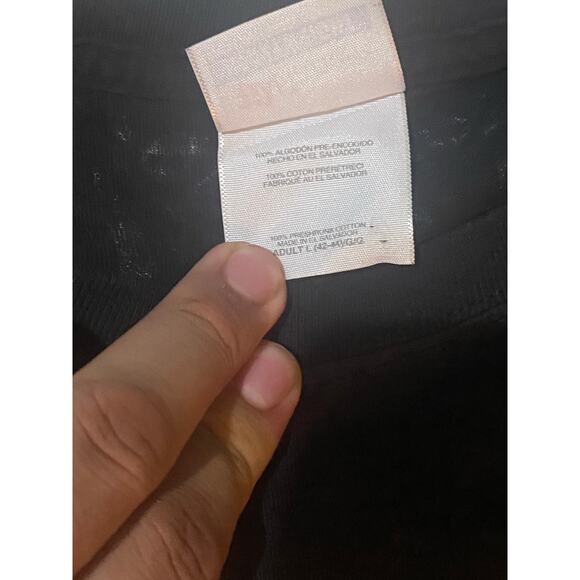 100% ALGODÓN PRE-ENCOGIDO
HECHO EN EL SALVADOR
100% COTON PRÉRÉTRÉCI
FABRIQUÉ AU EL SALVADOR
100% PRESHRUNK COTTON
MADE IN EL SALVADOR
ADULT L (42-44)/G/G